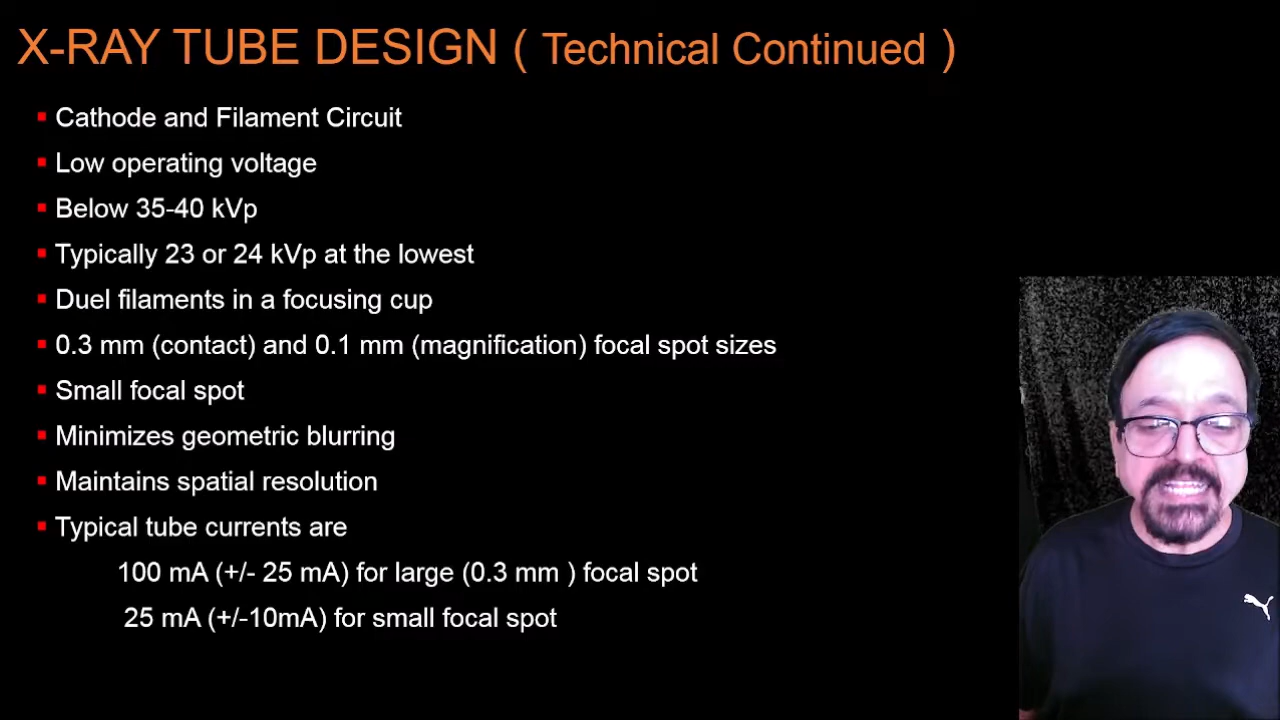 X-RAY TUBE DESIGN ( Technical Continued )
Cathode and Filament Circuit
Low operating voltage
Below 35-40 kVp
Typically 23 or 24 kVp at the lowest
Duel filaments in a focusing cup
0.3 mm (contact) and 0.1 mm (magnification) focal spot sizes
Small focal spot
Minimizes geometric blurring
Maintains spatial resolution
Typical tube currents are
100 mA (+/- 25 mA) for large (0.3 mm ) focal spot
25 mA (+/-10mA) for small focal spot